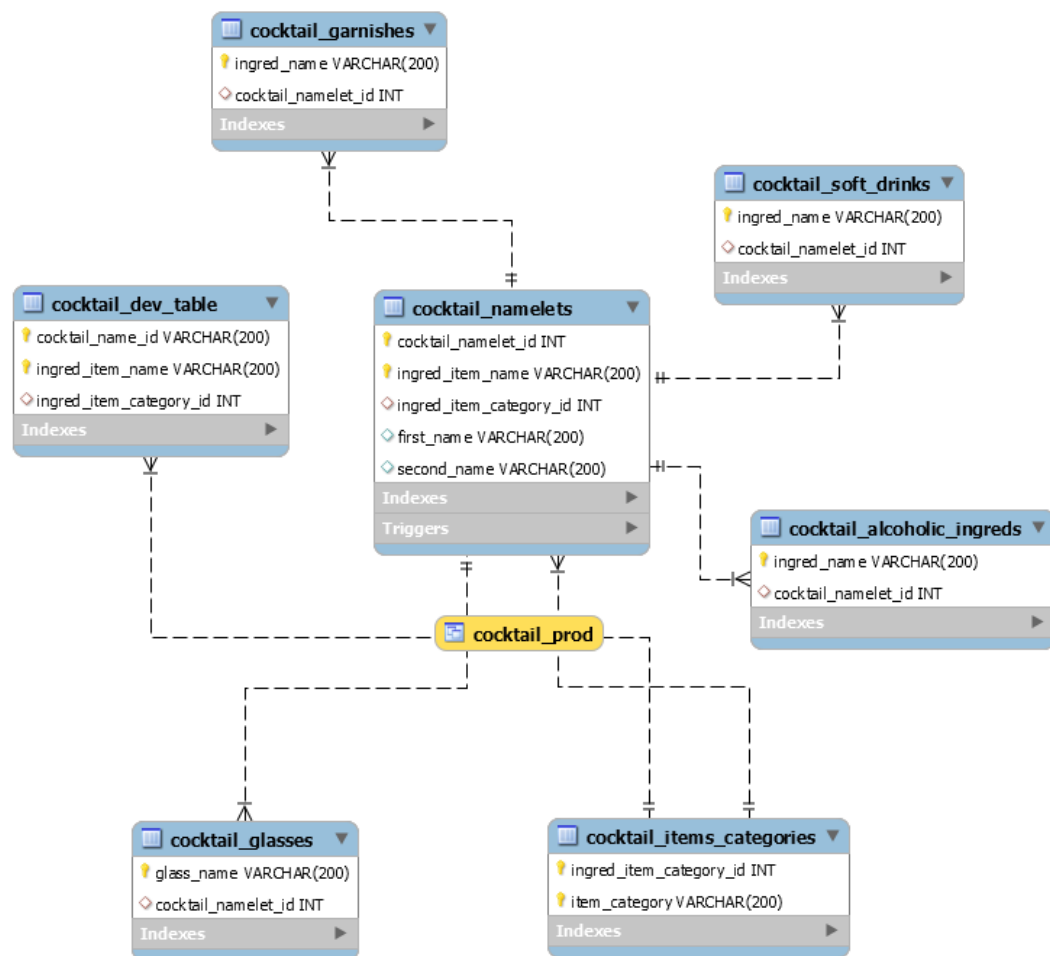 cocktail_garnishes
ingred_name VARCHAR(200)
cocktail_namelet_id INT
Indexes
cocktail_soft_drinks
ingred_name VARCHAR(200)
cocktail_namelet_id INT
Indexes
cocktail_dev_table
cocktail_name_id VARCHAR(200)
ingred_item_name VARCHAR(200)
ingred_item_category_id INT
Indexes
cocktail_namelets
cocktail_namelet_id INT
ingred_item_name VARCHAR(200)
ingred_item_category_id INT
first_name VARCHAR(200)
second_name VARCHAR(200)
Indexes
Triggers
cocktail_alcoholic_ingreds
ingred_name VARCHAR(200)
cocktail_namelet_id INT
Indexes
cocktail_prod
cocktail_glasses
glass_name VARCHAR(200)
cocktail_namelet_id INT
Indexes
cocktail_items_categories
ingred_item_category_id INT
item_category VARCHAR(200)
Indexes